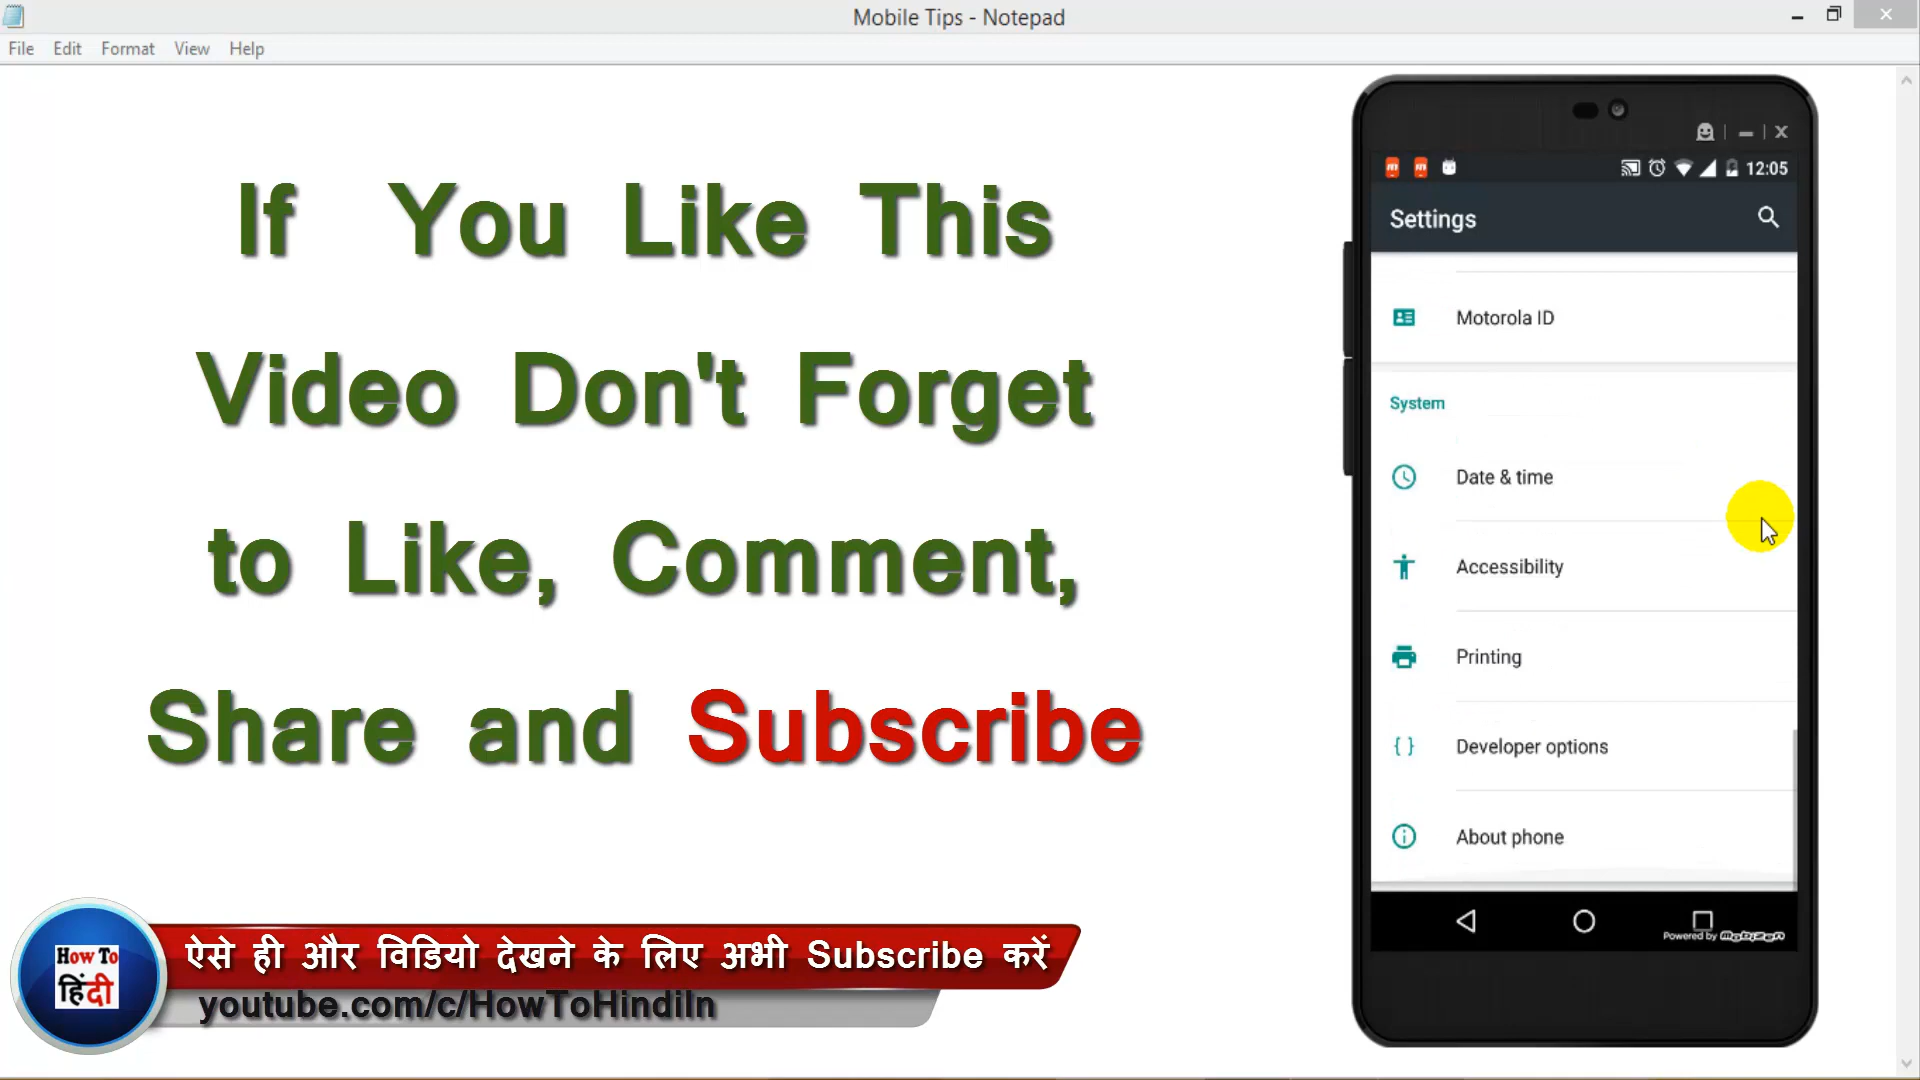 Mobile Tips - Notepad
File Edit Format View Help
If You Like This
Video Don't Forget
to Like, Comment,
Share and Subscribe
12:05
Settings
Motorola ID
System
Date & time
Accessibility
Printing
Developer options
About phone
Powered by mobizen
How To
हिंदी
ऐसे ही और विडियो देखने के लिए अभी Subscribe करें
youtube.com/c/HowToHindiIn